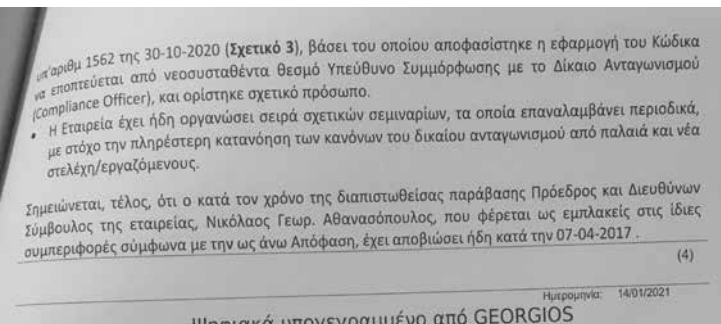 υπ'αριθμ 1562 της 30-10-2020 (Σχετικό 3), βάσει του οποίου αποφασίστηκε η εφαρμογή του Κώδικα
να εποπτεύεται από νεοσυσταθέντα θεσμό Υπεύθυνο Συμμόρφωσης με το Δίκαιο Ανταγωνισμού
(Compliance Officer), και ορίστηκε σχετικό πρόσωπο.
• Η Εταιρεία έχει ήδη οργανώσει σειρά σχετικών σεμιναρίων, τα οποία επαναλαμβάνει περιοδικά,
με στόχο την πληρέστερη κατανόηση των κανόνων του δικαίου ανταγωνισμού από παλαιά και νέα
στελέχη/εργαζόμενους.
Σημειώνεται, τέλος, ότι ο κατά τον χρόνο της διαπιστωθείσας παράβασης Πρόεδρος και Διευθύνων
Σύμβουλος της εταιρείας, Νικόλαος Γεωρ. Αθανασόπουλος, που φέρεται ως εμπλακείς στις ίδιες
συμπεριφορές σύμφωνα με την ως άνω Απόφαση, έχει αποβιώσει ήδη κατά την 07-04-2017 .
(4)
Ημερομηνία: 14/01/2021
Ψηφιακά υπογεγραμμένο από GEORGIOS